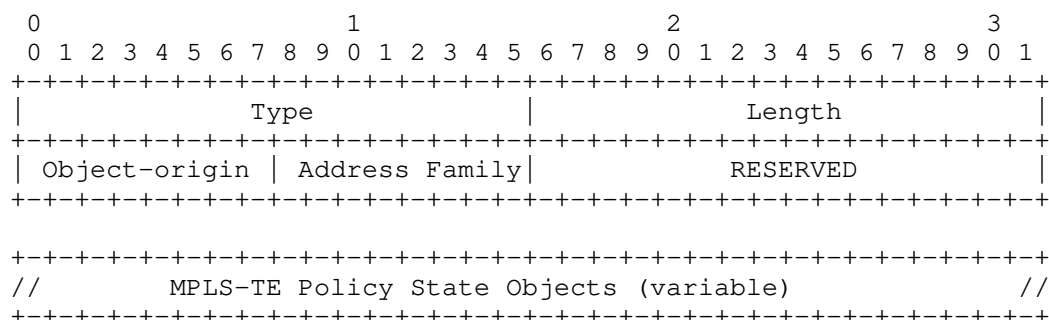 0                   1                   2                   3
 0 1 2 3 4 5 6 7 8 9 0 1 2 3 4 5 6 7 8 9 0 1 2 3 4 5 6 7 8 9 0 1
+-+-+-+-+-+-+-+-+-+-+-+-+-+-+-+-+-+-+-+-+-+-+-+-+-+-+-+-+-+-+-+-+
|              Type             |             Length            |
+-+-+-+-+-+-+-+-+-+-+-+-+-+-+-+-+-+-+-+-+-+-+-+-+-+-+-+-+-+-+-+-+
| Object-origin | Address Family|            RESERVED           |
+-+-+-+-+-+-+-+-+-+-+-+-+-+-+-+-+-+-+-+-+-+-+-+-+-+-+-+-+-+-+-+-+

+-+-+-+-+-+-+-+-+-+-+-+-+-+-+-+-+-+-+-+-+-+-+-+-+-+-+-+-+-+-+-+-+
//        MPLS-TE Policy State Objects (variable)              //
+-+-+-+-+-+-+-+-+-+-+-+-+-+-+-+-+-+-+-+-+-+-+-+-+-+-+-+-+-+-+-+-+